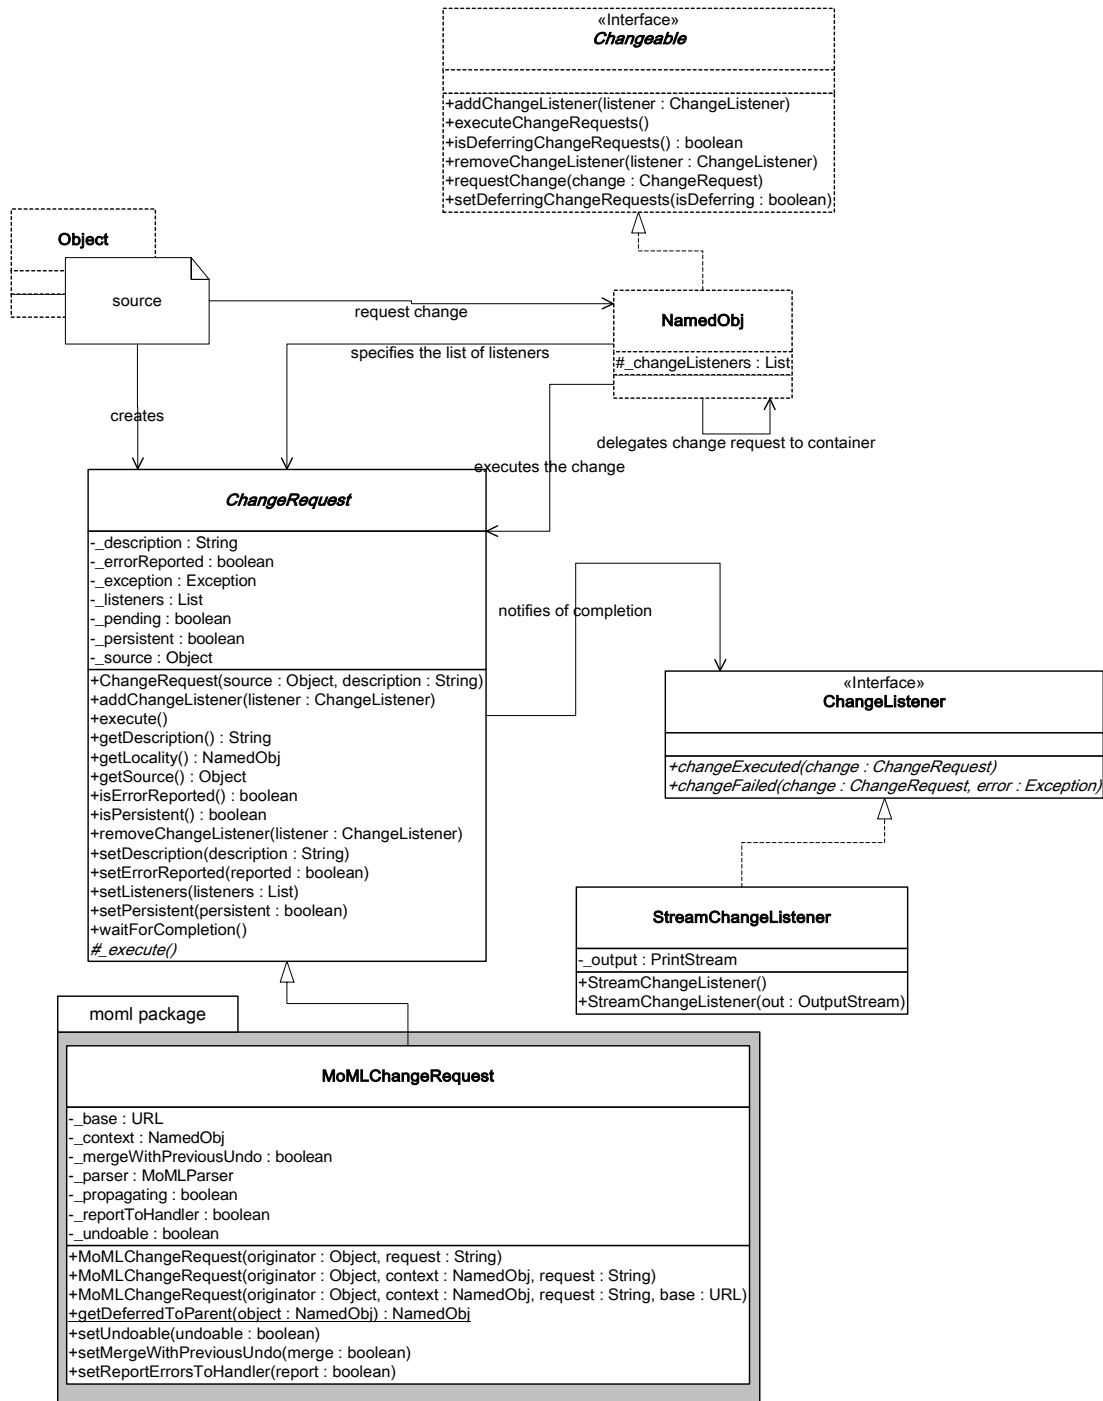 «Interface»
Changeable
+addChangeListener(listener : ChangeListener)
+executeChangeRequests()
+isDeferringChangeRequests() : boolean
+removeChangeListener(listener : ChangeListener)
+requestChange(change : ChangeRequest)
+setDeferringChangeRequests(isDeferring : boolean)
Object
source
request change
NamedObj
#_changeListeners : List
specifies the list of listeners
creates
delegates change request to container
executes the change
ChangeRequest
-_description : String
-_errorReported : boolean
-_exception : Exception
-_listeners : List
-_pending : boolean
-_persistent : boolean
-_source : Object
+ChangeRequest(source : Object, description : String)
+addChangeListener(listener : ChangeListener)
+execute()
+getDescription() : String
+getLocality() : NamedObj
+getSource() : Object
+isErrorReported() : boolean
+isPersistent() : boolean
+removeChangeListener(listener : ChangeListener)
+setDescription(description : String)
+setErrorReported(reported : boolean)
+setListeners(listeners : List)
+setPersistent(persistent : boolean)
+waitForCompletion()
#_execute()
notifies of completion
«Interface»
ChangeListener
+changeExecuted(change : ChangeRequest)
+changeFailed(change : ChangeRequest, error : Exception)
StreamChangeListener
-_output : PrintStream
+StreamChangeListener()
+StreamChangeListener(out : OutputStream)
moml package
MoMLChangeRequest
-_base : URL
-_context : NamedObj
-_mergeWithPreviousUndo : boolean
-_parser : MoMLParser
-_propagating : boolean
-_reportToHandler : boolean
-_undoable : boolean
+MoMLChangeRequest(originator : Object, request : String)
+MoMLChangeRequest(originator : Object, context : NamedObj, request : String)
+MoMLChangeRequest(originator : Object, context : NamedObj, request : String, base : URL)
+getDeferredToParent(object : NamedObj) : NamedObj
+setUndoable(undoable : boolean)
+setMergeWithPreviousUndo(merge : boolean)
+setReportErrorsToHandler(report : boolean)